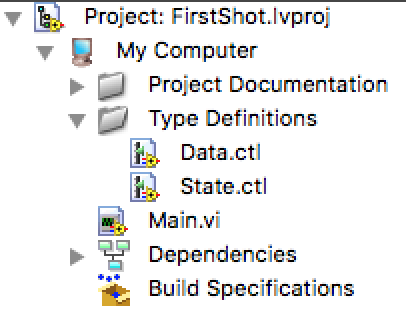 Project: FirstShot.lvproj
My Computer
Project Documentation
Type Definitions
Data.ctl
State.ctl
Main.vi
Dependencies
Build Specifications